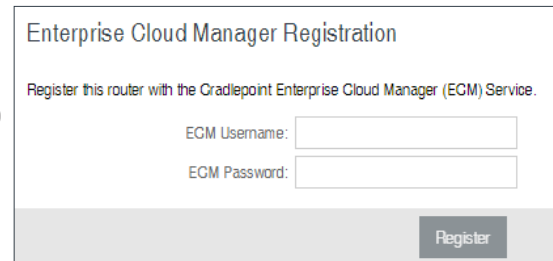 Enterprise Cloud Manager Registration
Register this router with the Cradlepoint Enterprise Cloud Manager (ECM) Service.
ECM Username:
ECM Password:
Register